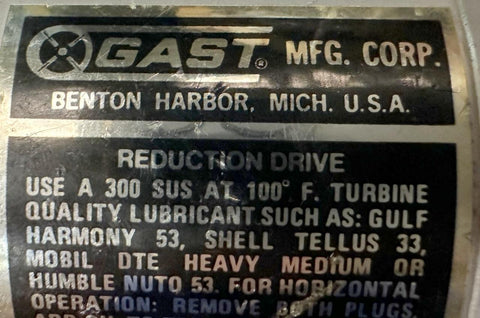 GAST® MFG. CORP.
BENTON HARBOR, MICH. U.S.A.
REDUCTION DRIVE
USE A 300 SUS AT 100° F. TURBINE
QUALITY LUBRICANT SUCH AS: GULF
HARMONY 53, SHELL TELLUS 33,
MOBIL DTE HEAVY MEDIUM OR
HUMBLE NUTO 53. FOR HORIZONTAL
OPERATION: REMOVE BOTH PLUGS,